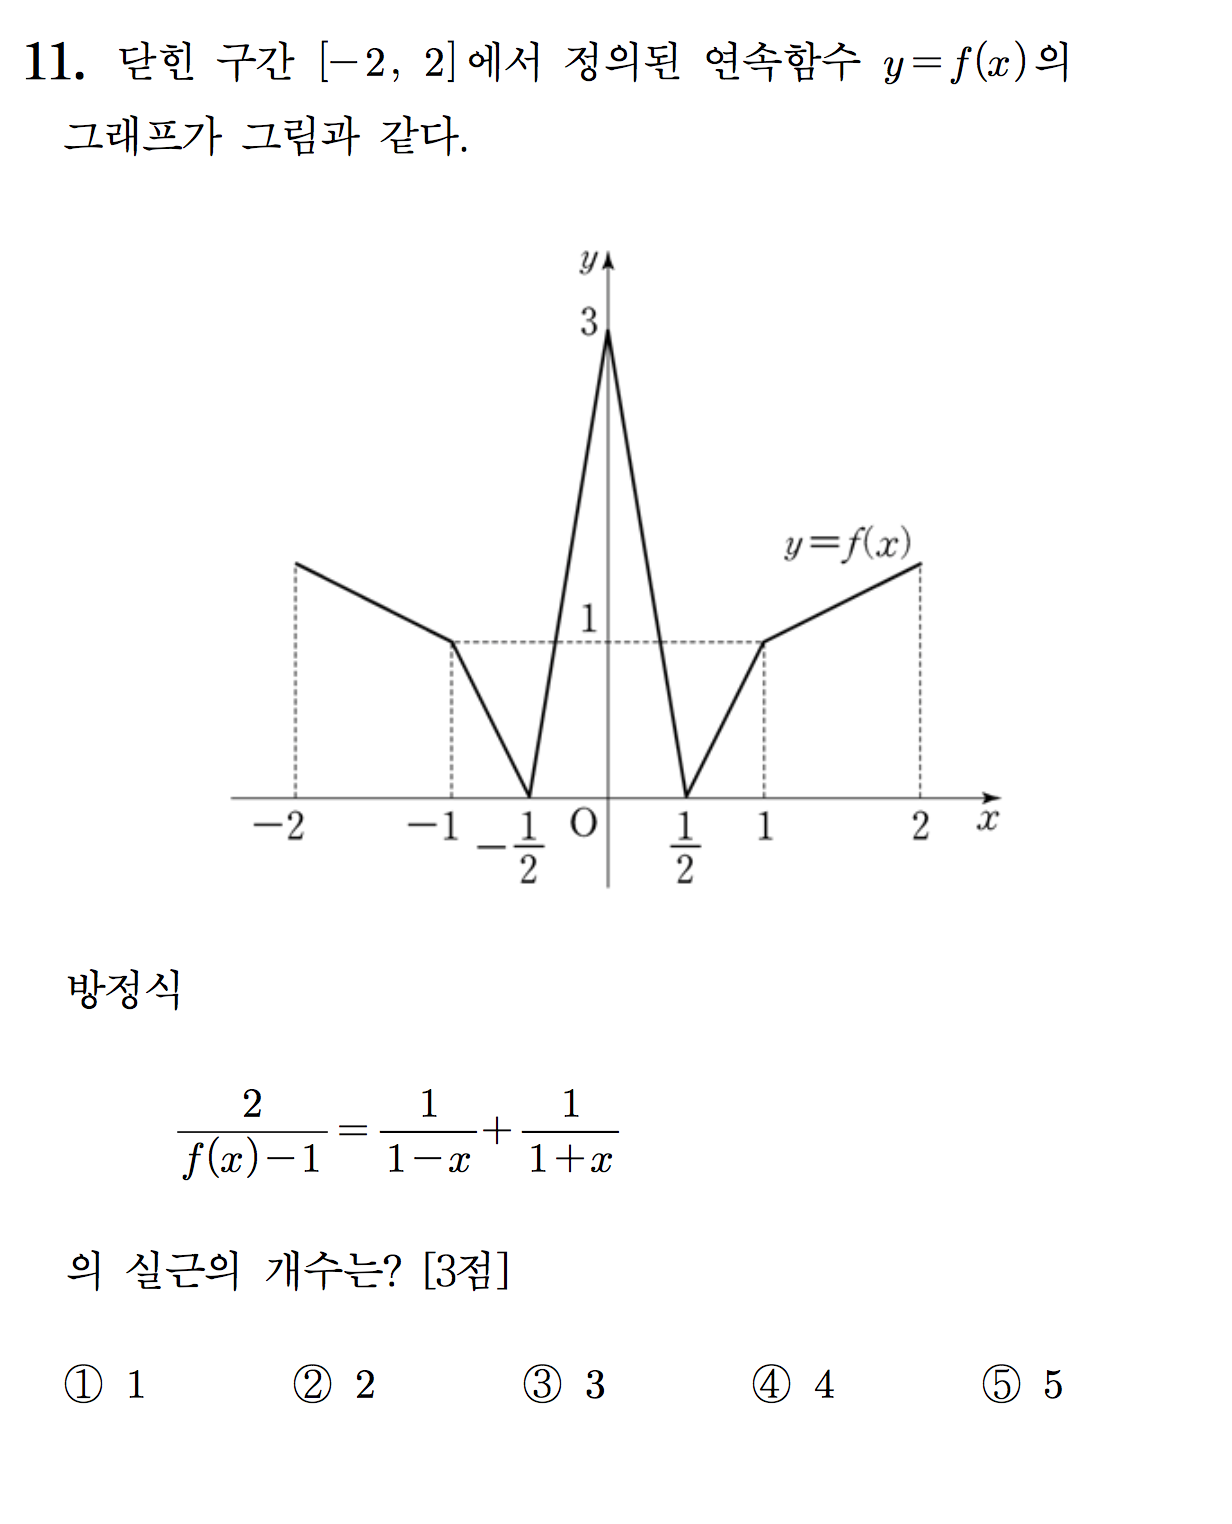 11. 닫힌 구간 [−2, 2]에서 정의된 연속함수 y=f(x)의
그래프가 그림과 같다.
y
3
y=f(x)
1
−2 −1 −1/2 O 1/2 1 2 x
방정식
2/(f(x)−1) = 1/(1−x) + 1/(1+x)
의 실근의 개수는? [3점]
① 1 ② 2 ③ 3 ④ 4 ⑤ 5